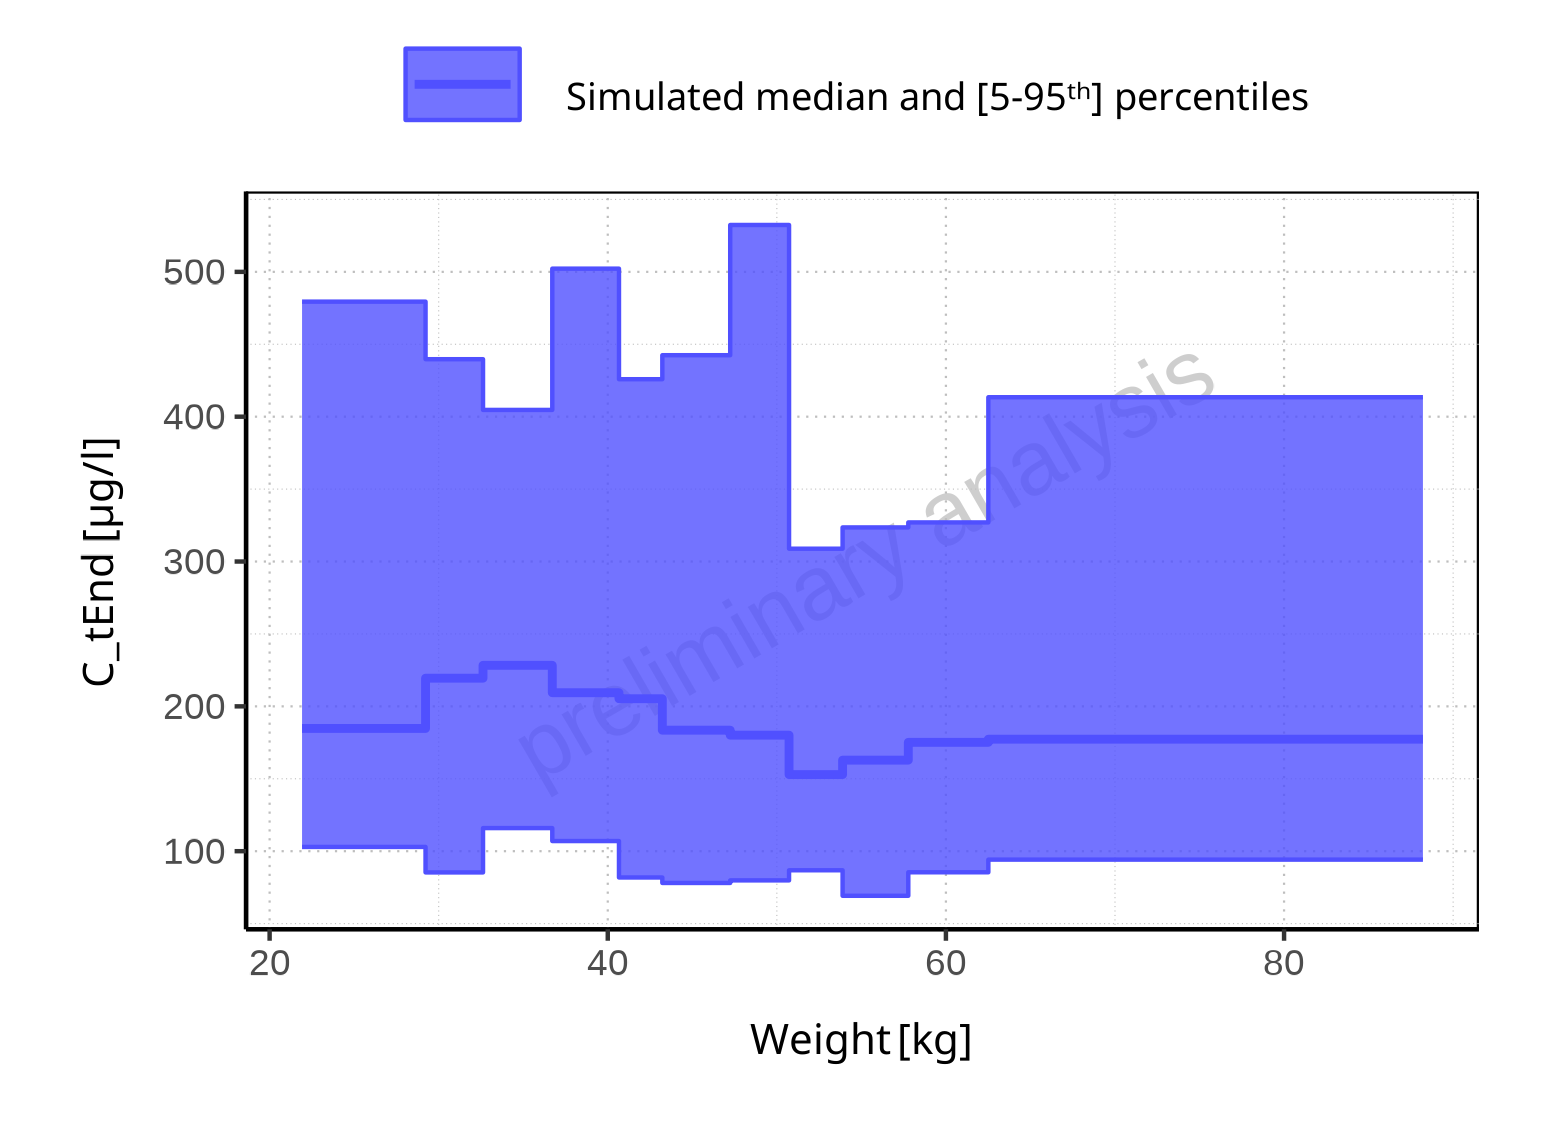 Simulated median and [5-95ᵗʰ] percentiles
500
400
300
200
100
C_tEnd [µg/l]
preliminary analysis
20 40 60 80
Weight [kg]